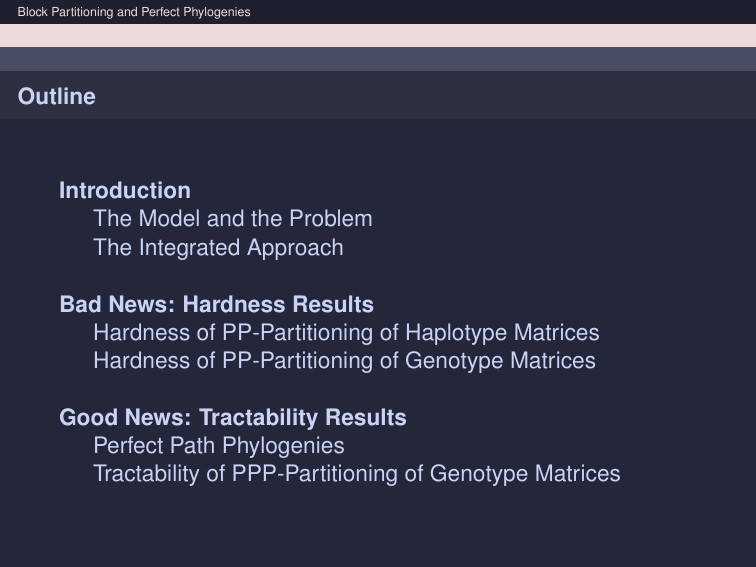 Block Partitioning and Perfect Phylogenies
Outline
Introduction
The Model and the Problem
The Integrated Approach
Bad News: Hardness Results
Hardness of PP-Partitioning of Haplotype Matrices
Hardness of PP-Partitioning of Genotype Matrices
Good News: Tractability Results
Perfect Path Phylogenies
Tractability of PPP-Partitioning of Genotype Matrices